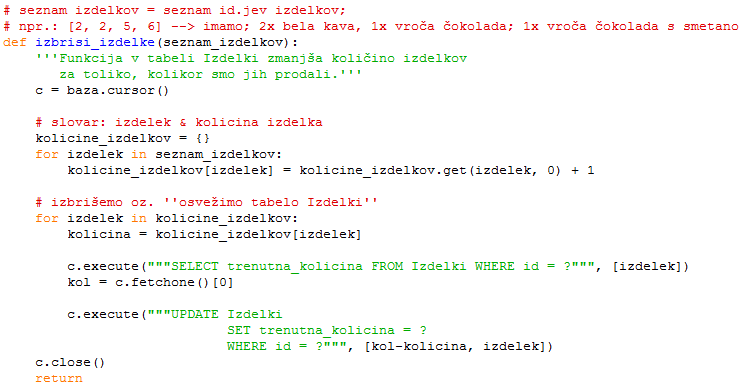 # seznam izdelkov = seznam id.jev izdelkov;
# npr.: [2, 2, 5, 6] --> imamo; 2x bela kava, 1x vroča čokolada; 1x vroča čokolada s smetano
def izbrisi_izdelke(seznam_izdelkov):
    '''Funkcija v tabeli Izdelki zmanjša količino izdelkov
       za toliko, kolikor smo jih prodali.'''
    c = baza.cursor()

    # slovar: izdelek & kolicina izdelka
    kolicine_izdelkov = {}
    for izdelek in seznam_izdelkov:
        kolicine_izdelkov[izdelek] = kolicine_izdelkov.get(izdelek, 0) + 1

    # izbrišemo oz. ''osvežimo tabelo Izdelki''
    for izdelek in kolicine_izdelkov:
        kolicina = kolicine_izdelkov[izdelek]

        c.execute("""SELECT trenutna_kolicina FROM Izdelki WHERE id = ?""", [izdelek])
        kol = c.fetchone()[0]

        c.execute("""UPDATE Izdelki
                            SET trenutna_kolicina = ?
                            WHERE id = ?""", [kol-kolicina, izdelek])
    c.close()
    return